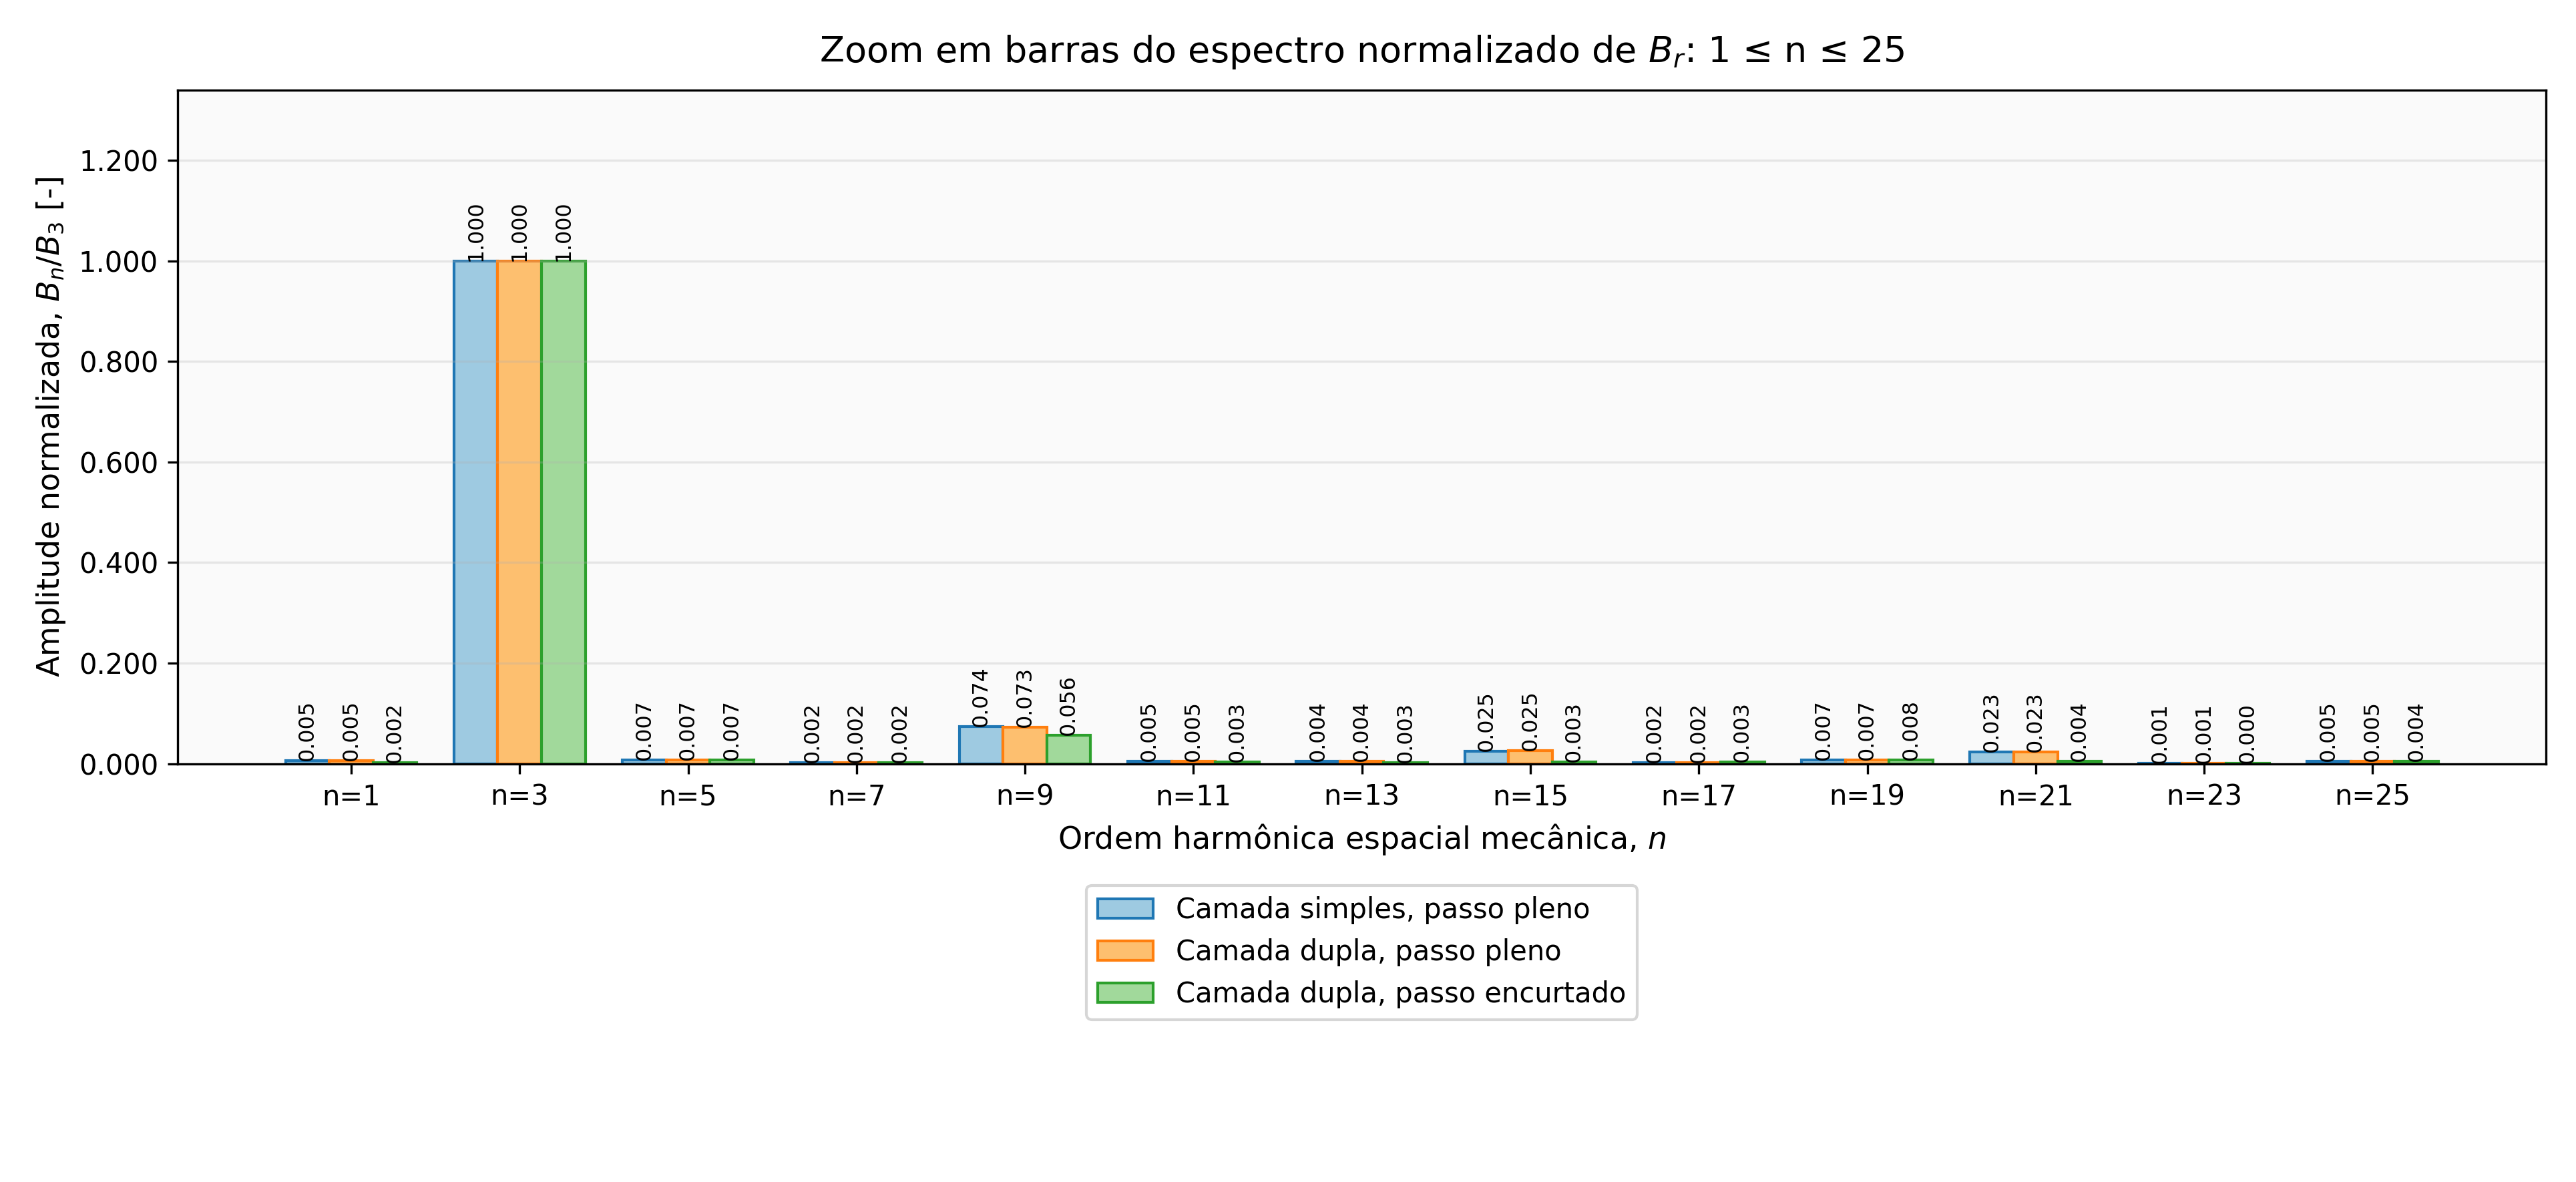 Zoom em barras do espectro normalizado de Br: 1 ≤ n ≤ 25
Amplitude normalizada, Bn/B3 [-]
1.200
1.000
0.800
0.600
0.400
0.200
0.000
0.005 0.005 0.002
1.000 1.000 1.000
0.007 0.007 0.007
0.002 0.002 0.002
0.074 0.073 0.056
0.005 0.005 0.003
0.004 0.004 0.003
0.025 0.025 0.003
0.002 0.002 0.003
0.007 0.007 0.008
0.023 0.023 0.004
0.001 0.001 0.000
0.005 0.005 0.004
n=1 n=3 n=5 n=7 n=9 n=11 n=13 n=15 n=17 n=19 n=21 n=23 n=25
Ordem harmônica espacial mecânica, n
Camada simples, passo pleno
Camada dupla, passo pleno
Camada dupla, passo encurtado